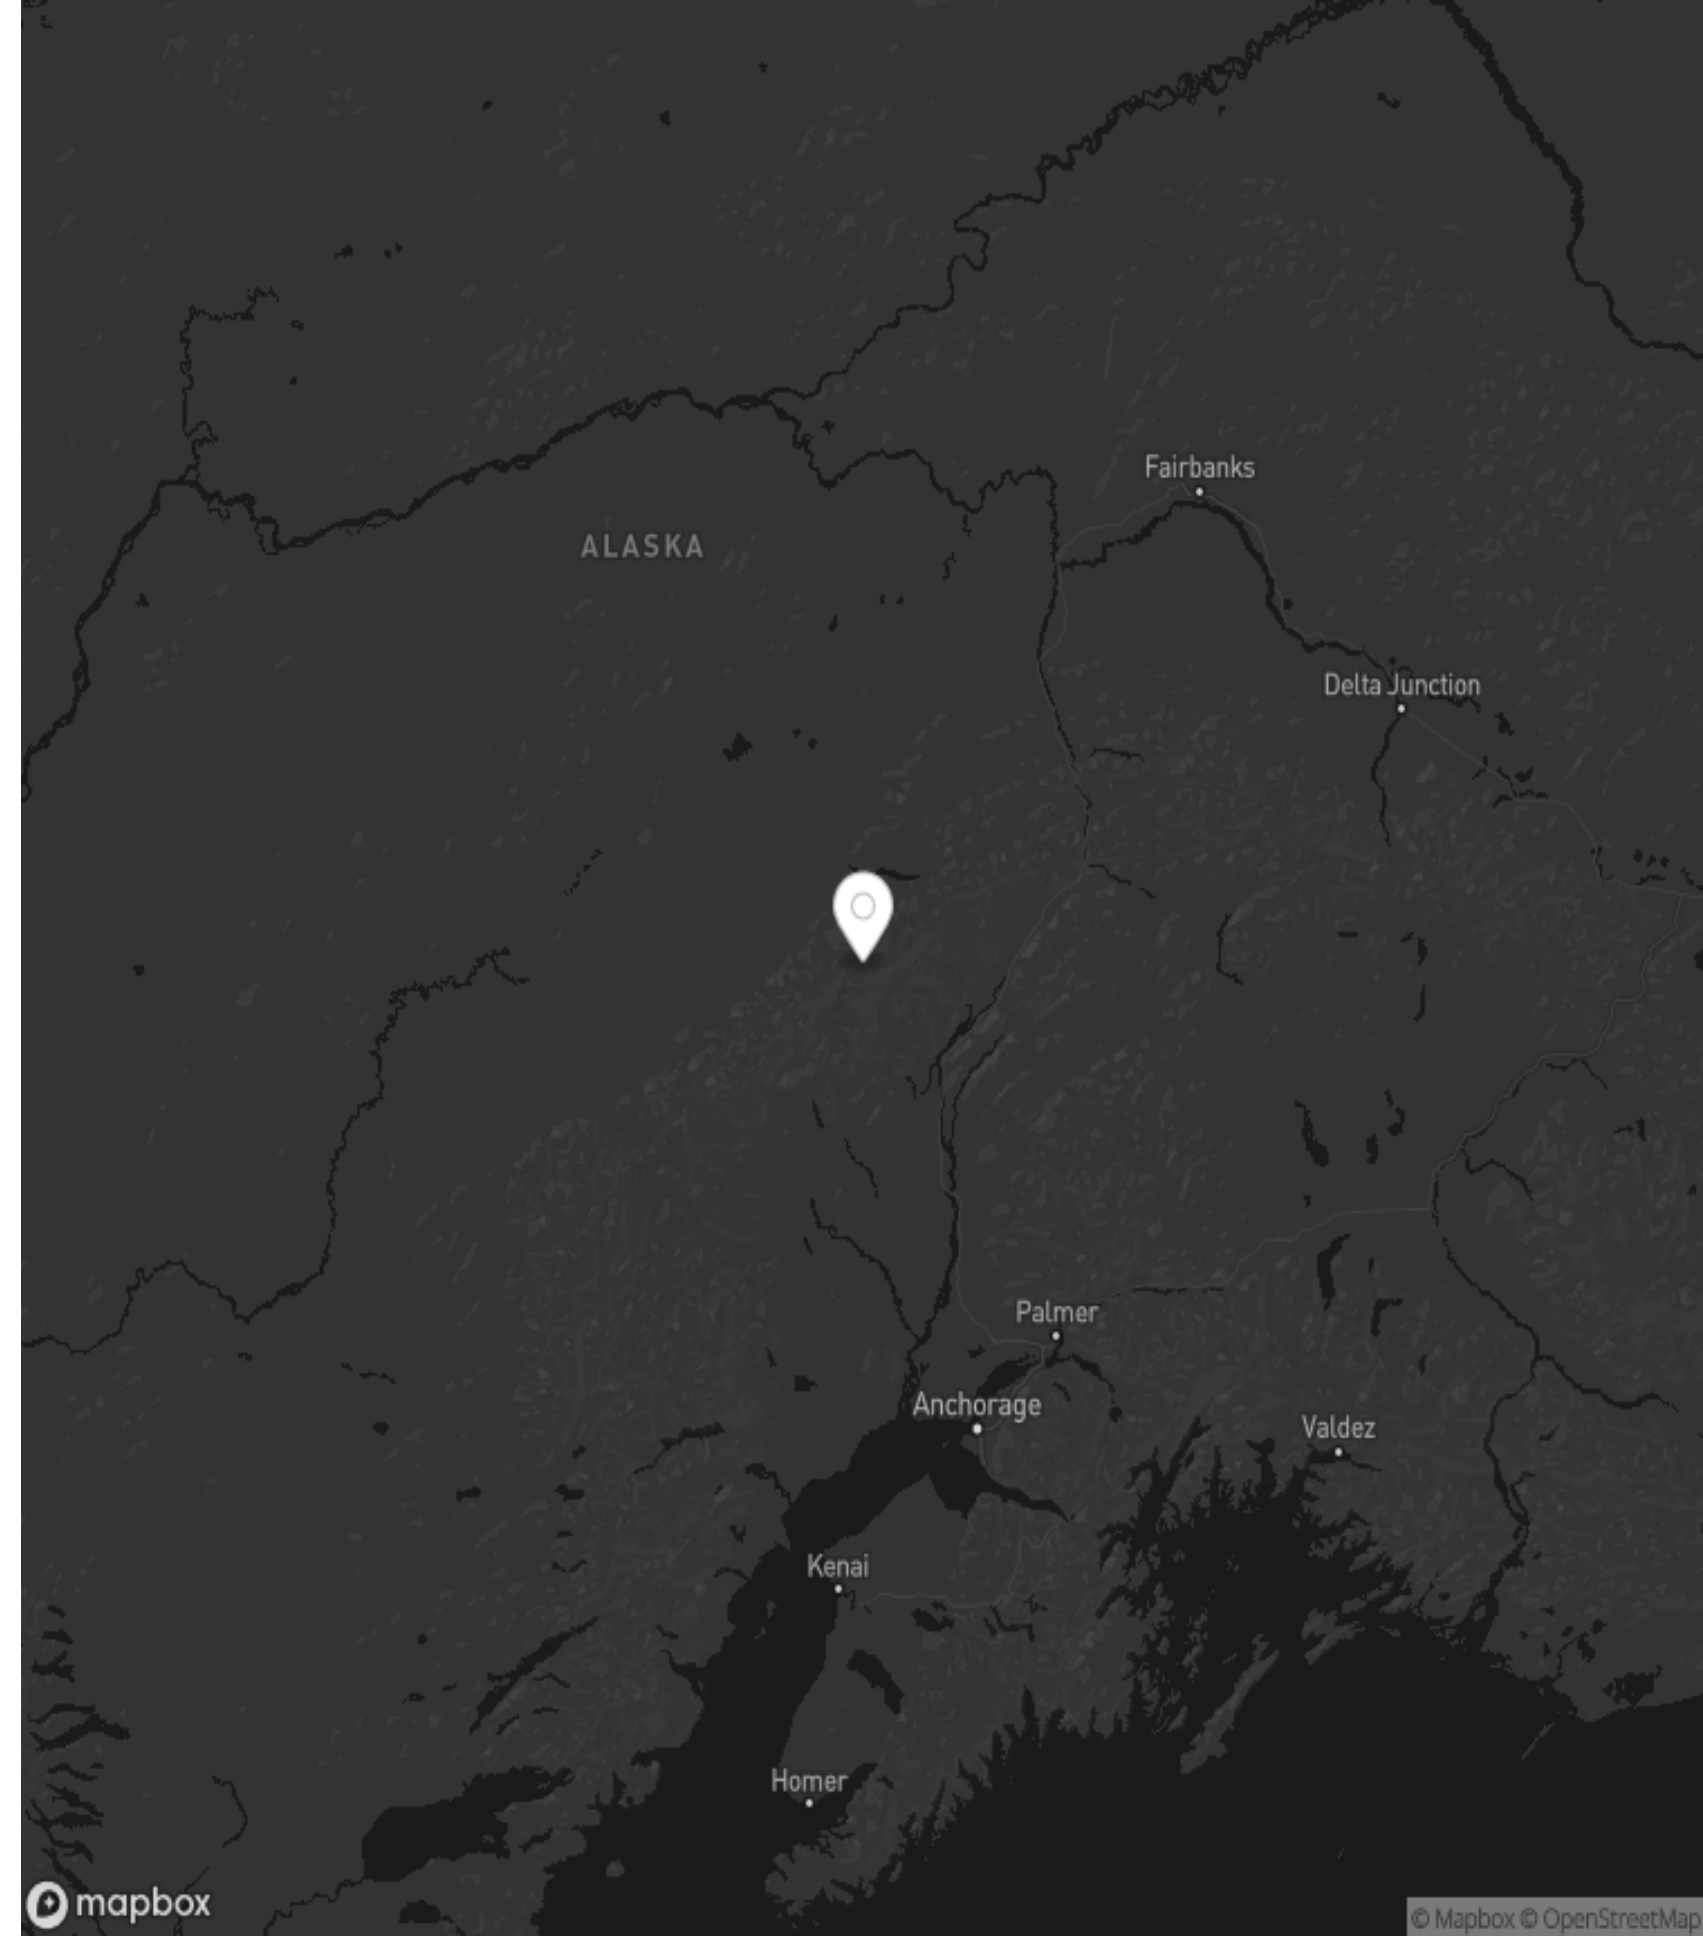 Fairbanks
ALASKA
Delta Junction
Palmer
Anchorage
Valdez
Kenai
Homer
mapbox
© Mapbox © OpenStreetMap